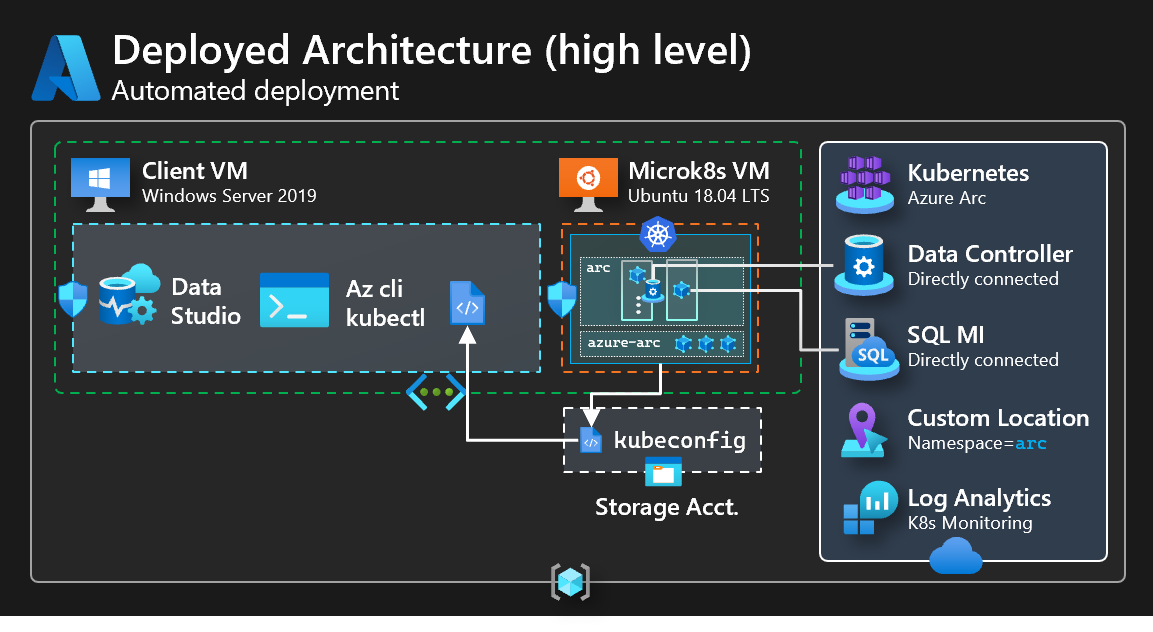 Deployed Architecture (high level)
Automated deployment
Client VM
Windows Server 2019
Data
Studio
Az cli
kubectl
Microk8s VM
Ubuntu 18.04 LTS
arc
azure-arc
kubeconfig
Storage Acct.
Kubernetes
Azure Arc
Data Controller
Directly connected
SQL
SQL MI
Directly connected
Custom Location
Namespace=arc
Log Analytics
K8s Monitoring